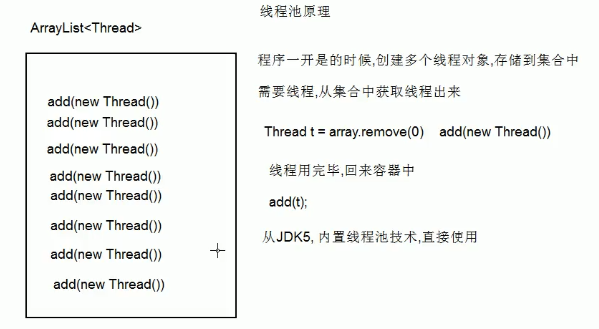 线程池原理
ArrayList<Thread>
程序一开是的时候,创建多个线程对象,存储到集合中
需要线程,从集合中获取线程出来
add(new Thread())
add(new Thread())
add(new Thread())
add(new Thread())
add(new Thread())
add(new Thread())
add(new Thread())
add(new Thread())
Thread t = array.remove(0) add(new Thread())
线程用完毕,回来容器中
add(t);
从JDK5, 内置线程池技术,直接使用